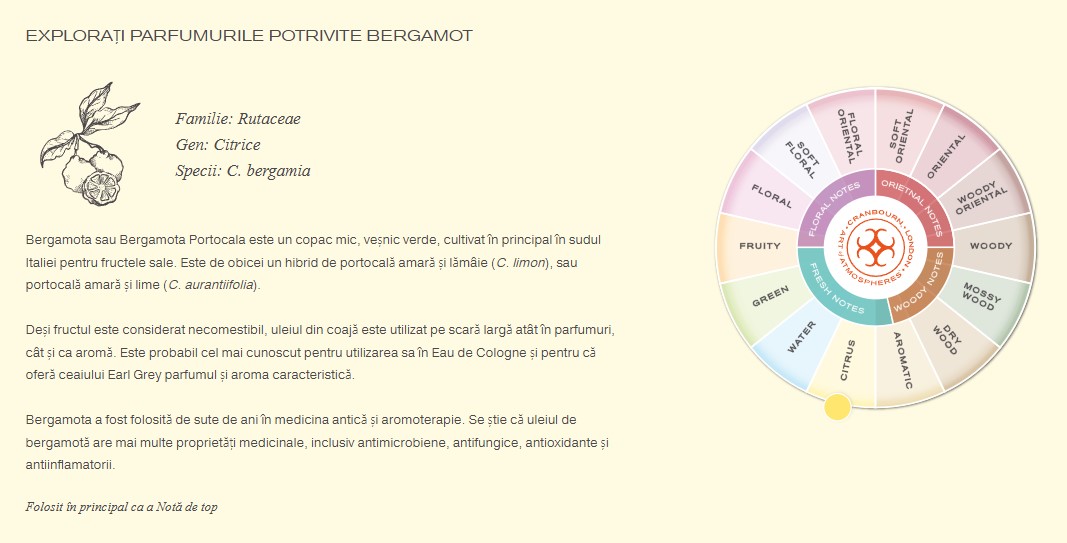 EXPLORAȚI PARFUMURILE POTRIVITE BERGAMOT
Familie: Rutaceae
Gen: Citrice
Specii: C. bergamia
Bergamota sau Bergamota Portocala este un copac mic, veșnic verde, cultivat în principal în sudul
Italiei pentru fructele sale. Este de obicei un hibrid de portocală amară și lămâie (C. limon), sau
portocală amară și lime (C. aurantiifolia).
Deși fructul este considerat necomestibil, uleiul din coajă este utilizat pe scară largă atât în parfumuri,
cât și ca aromă. Este probabil cel mai cunoscut pentru utilizarea sa în Eau de Cologne și pentru că
oferă ceaiului Earl Grey parfumul și aroma caracteristică.
Bergamota a fost folosită de sute de ani în medicina antică și aromoterapie. Se știe că uleiul de
bergamotă are mai multe proprietăți medicinale, inclusiv antimicrobiene, antifungice, antioxidante și
antiinflamatorii.
Folosit în principal ca a Notă de top
SOFT
ORIENTAL
ORIENTAL
WOODY
ORIENTAL
WOODY
MOSSY
WOOD
DRY
WOOD
AROMATIC
CITRUS
WATER
GREEN
FRUITY
FLORAL
SOFT
FLORAL
FLORAL
ORIENTAL
FLORAL NOTES
ORIETNAL NOTES
WOODY NOTES
FRESH NOTES
CRANBOURN • LONDON •
ART of ATMOSPHERES •